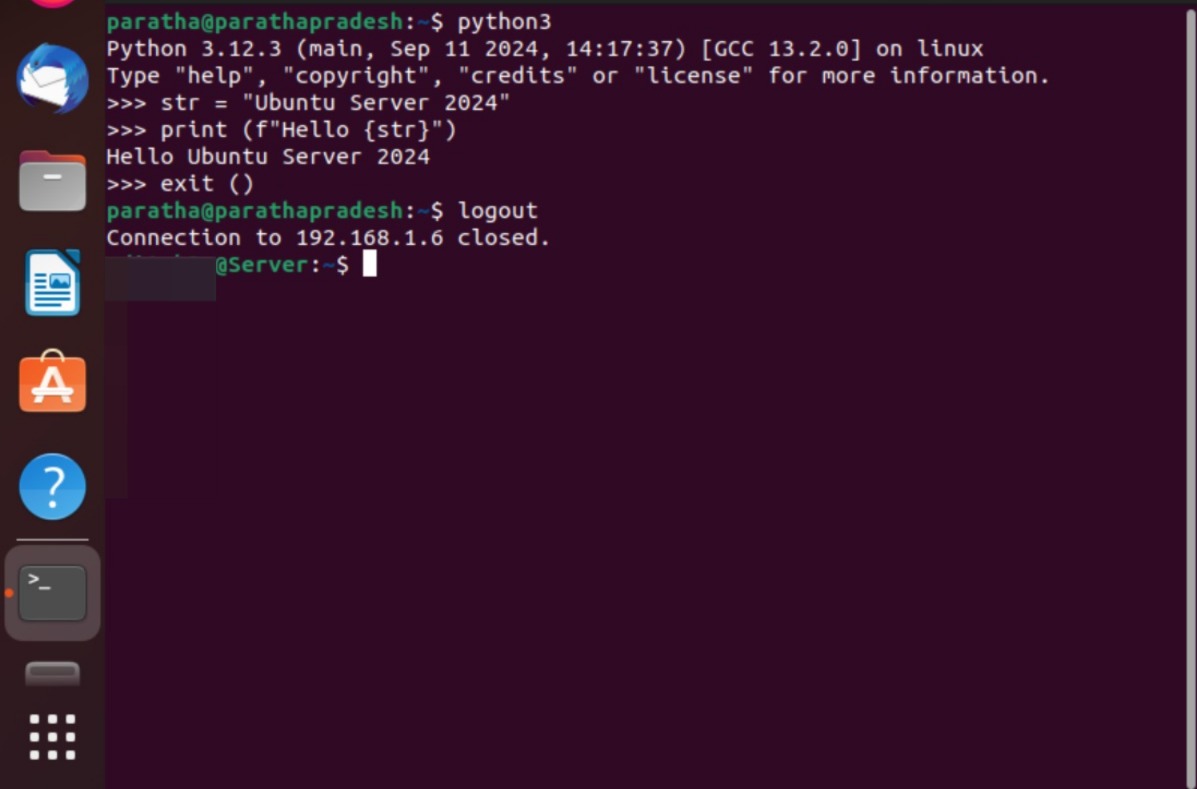 paratha@parathapradesh:~$ python3
Python 3.12.3 (main, Sep 11 2024, 14:17:37) [GCC 13.2.0] on linux
Type "help", "copyright", "credits" or "license" for more information.
>>> str = "Ubuntu Server 2024"
>>> print (f"Hello {str}")
Hello Ubuntu Server 2024
>>> exit ()
paratha@parathapradesh:~$ logout
Connection to 192.168.1.6 closed.
@Server:~$